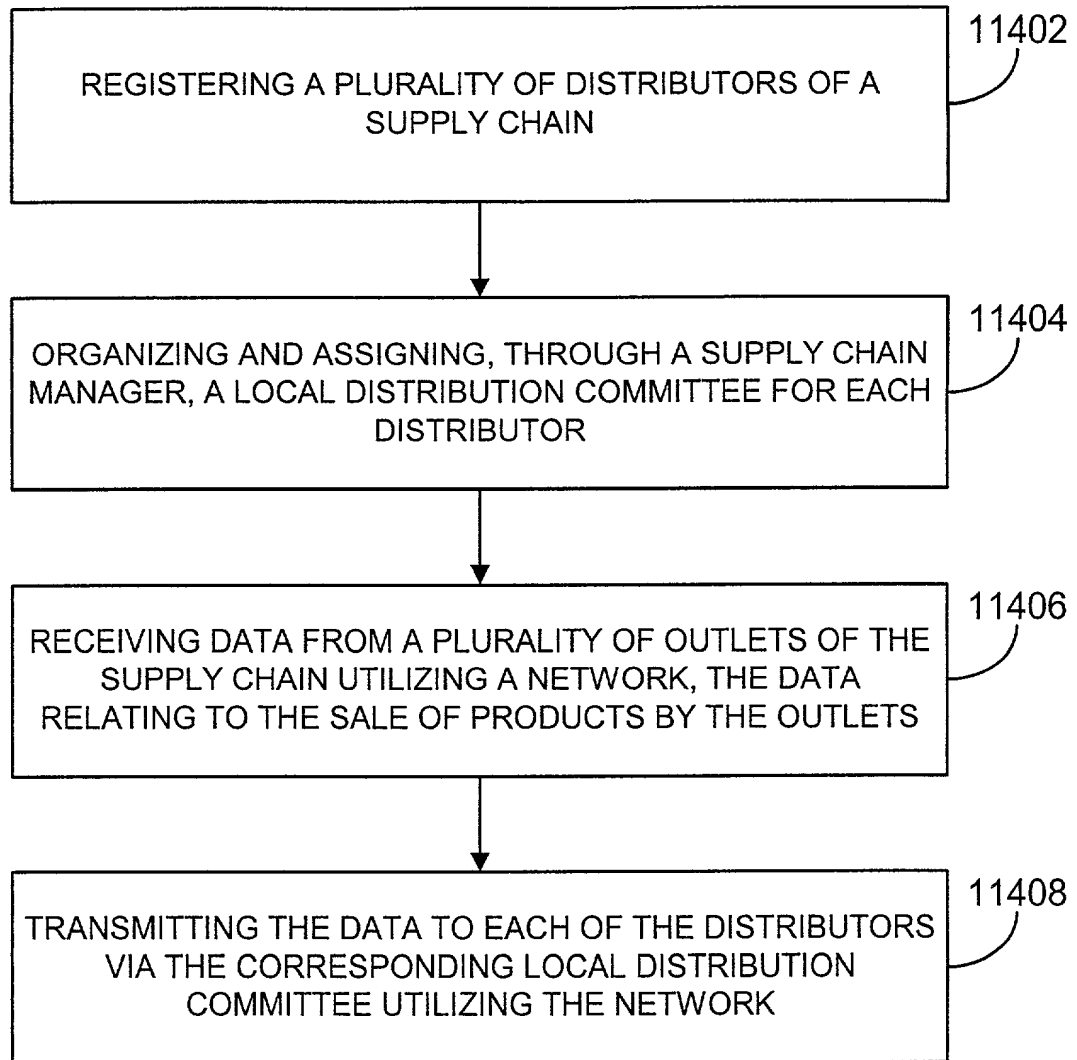 11402
REGISTERING A PLURALITY OF DISTRIBUTORS OF A
SUPPLY CHAIN
11404
ORGANIZING AND ASSIGNING, THROUGH A SUPPLY CHAIN
MANAGER, A LOCAL DISTRIBUTION COMMITTEE FOR EACH
DISTRIBUTOR
11406
RECEIVING DATA FROM A PLURALITY OF OUTLETS OF THE
SUPPLY CHAIN UTILIZING A NETWORK, THE DATA
RELATING TO THE SALE OF PRODUCTS BY THE OUTLETS
11408
TRANSMITTING THE DATA TO EACH OF THE DISTRIBUTORS
VIA THE CORRESPONDING LOCAL DISTRIBUTION
COMMITTEE UTILIZING THE NETWORK